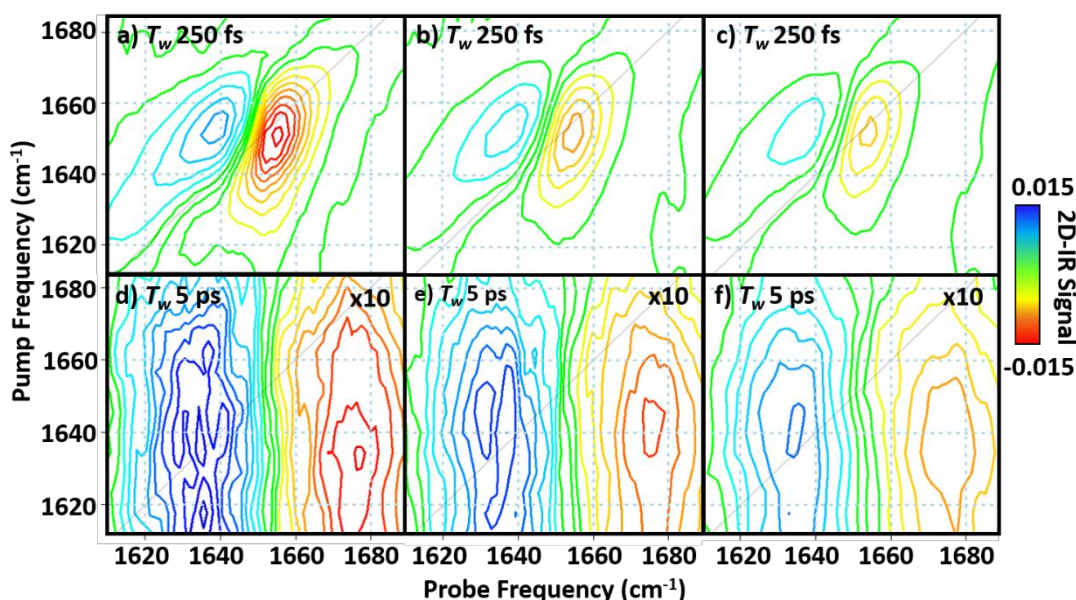 a) Tw 250 fs
b) Tw 250 fs
c) Tw 250 fs
1680
1660
1640
1620
d) Tw 5 ps x10
e) Tw 5 ps x10
f) Tw 5 ps x10
1680
1660
1640
1620
Pump Frequency (cm-1)
1620 1640 1660 1680
1620 1640 1660 1680
1620 1640 1660 1680
Probe Frequency (cm-1)
0.015
2D-IR Signal
-0.015